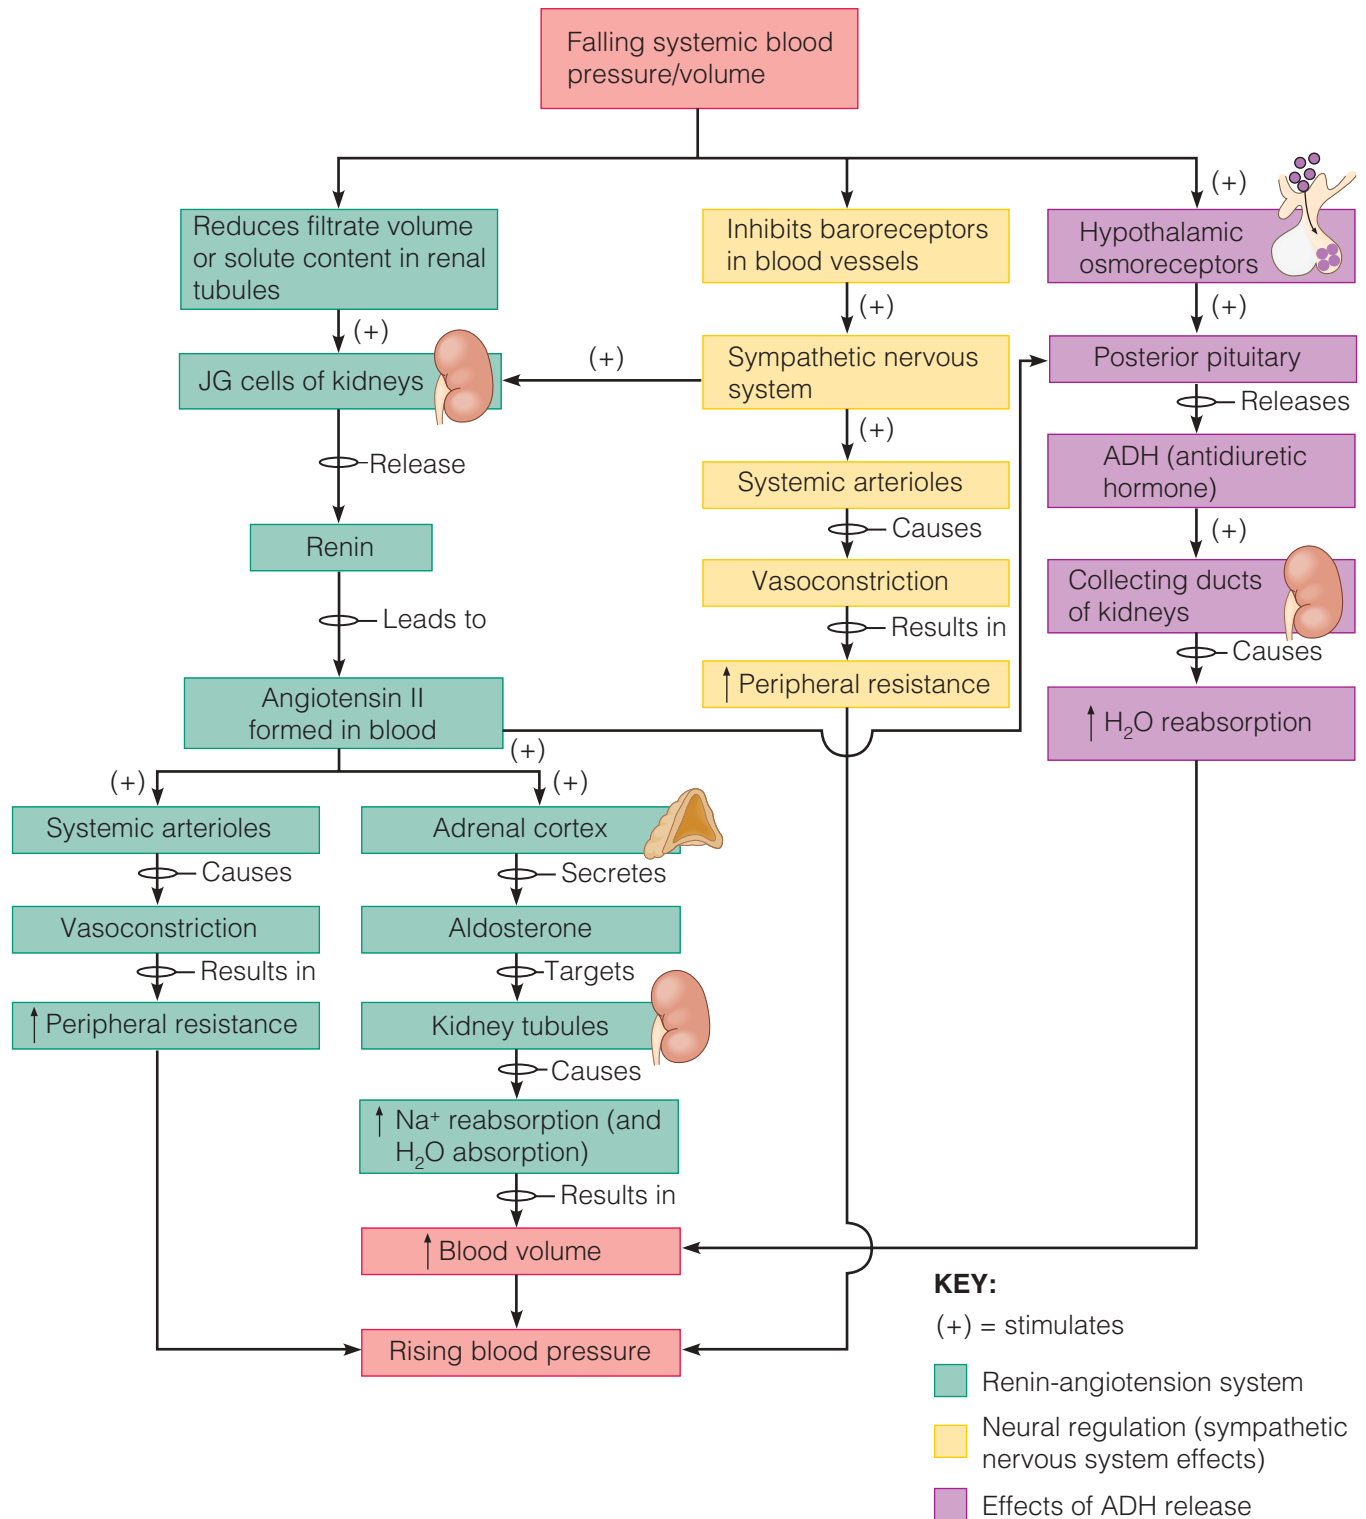 Falling systemic blood
pressure/volume
(+)
Reduces filtrate volume
or solute content in renal
tubules
Inhibits baroreceptors
in blood vessels
Hypothalamic
osmoreceptors
(+)
(+)
(+)
JG cells of kidneys
(+)
Sympathetic nervous
system
Posterior pituitary
Release
(+)
Releases
Systemic arterioles
ADH (antidiuretic
hormone)
Renin
Causes
(+)
Leads to
Vasoconstriction
Collecting ducts
of kidneys
Results in
Causes
Angiotensin II
formed in blood
↑ Peripheral resistance
↑ H₂O reabsorption
(+)
(+)
(+)
Systemic arterioles
Adrenal cortex
Causes
Secretes
Vasoconstriction
Aldosterone
Results in
Targets
↑ Peripheral resistance
Kidney tubules
Causes
↑ Na⁺ reabsorption (and
H₂O absorption)
Results in
↑ Blood volume
Rising blood pressure
KEY:
(+) = stimulates
Renin-angiotension system
Neural regulation (sympathetic
nervous system effects)
Effects of ADH release